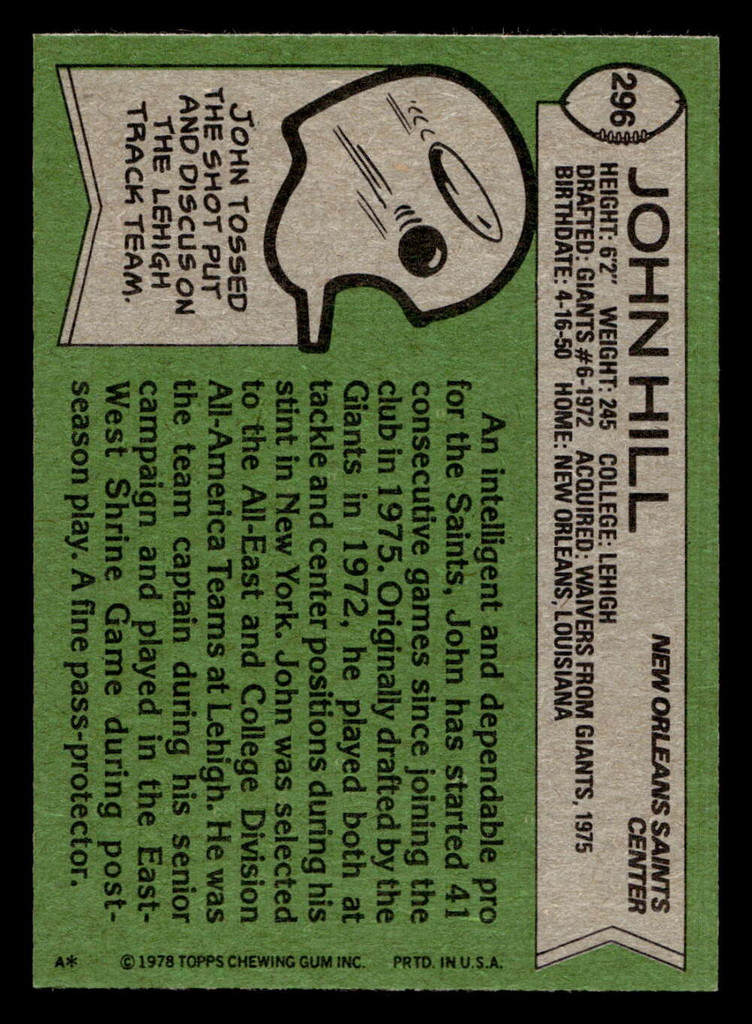 296
JOHN HILL
NEW ORLEANS SAINTS
CENTER
HEIGHT: 6'2" WEIGHT: 245 COLLEGE: LEHIGH
DRAFTED: GIANTS #6-1972 ACQUIRED: WAIVERS FROM GIANTS, 1975
BIRTHDATE: 4-16-50 HOME: NEW ORLEANS, LOUISIANA
JOHN TOSSED
THE SHOT PUT
AND DISCUS ON
THE LEHIGH
TRACK TEAM.
An intelligent and dependable pro
for the Saints, John has started 41
consecutive games since joining the
club in 1975. Originally drafted by the
Giants in 1972, he played both at
tackle and center positions during his
stint in New York. John was selected
to the All-East and College Division
All-America Teams at Lehigh. He was
the team captain during his senior
campaign and played in the East-
West Shrine Game during post-
season play. A fine pass-protector.
A* © 1978 TOPPS CHEWING GUM INC. PRTD. IN U.S.A.